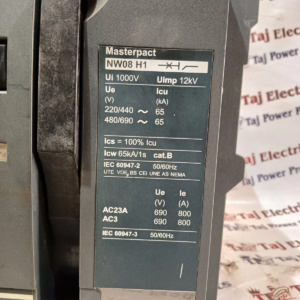 Masterpact
NW08 H1
Ui 1000V Uimp 12kV
Ue Icu
(V) (kA)
220/440 ~ 65
480/690 ~ 65
Ics = 100% Icu
Icw 65kA/1s cat.B
IEC 60947-2 50/60Hz
UTE VDE BS CEI UNE AS NEMA
Ue Ie
(V) (A)
AC23A 690 800
AC3 690 800
IEC 60947-3 50/60Hz
Taj Electric
Taj Power